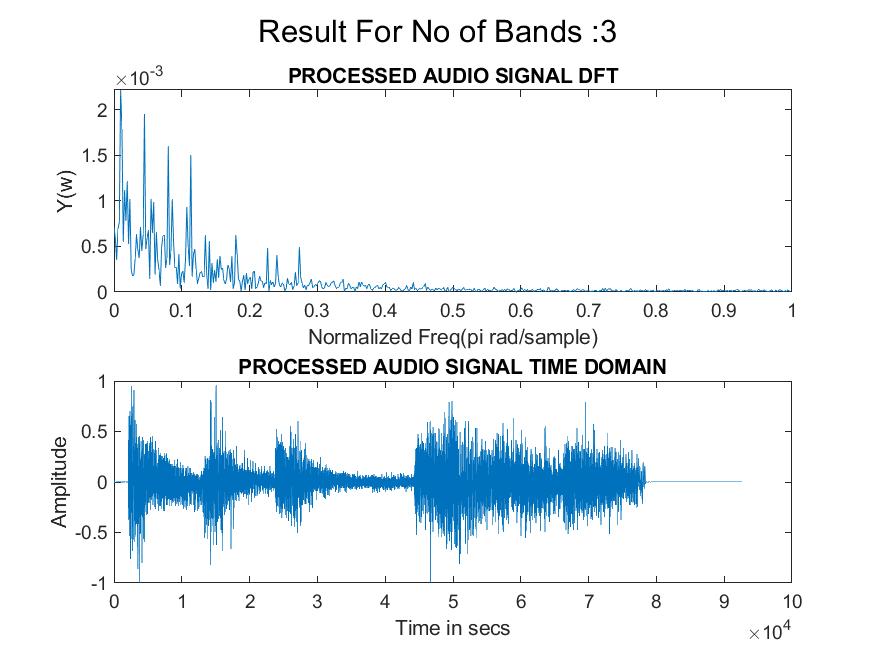 Result For No of Bands :3
×10-3
PROCESSED AUDIO SIGNAL DFT
2
1.5
1
0.5
0
Y(w)
0 0.1 0.2 0.3 0.4 0.5 0.6 0.7 0.8 0.9 1
Normalized Freq(pi rad/sample)
PROCESSED AUDIO SIGNAL TIME DOMAIN
1
0.5
0
-0.5
-1
Amplitude
0 1 2 3 4 5 6 7 8 9 10
Time in secs
×104